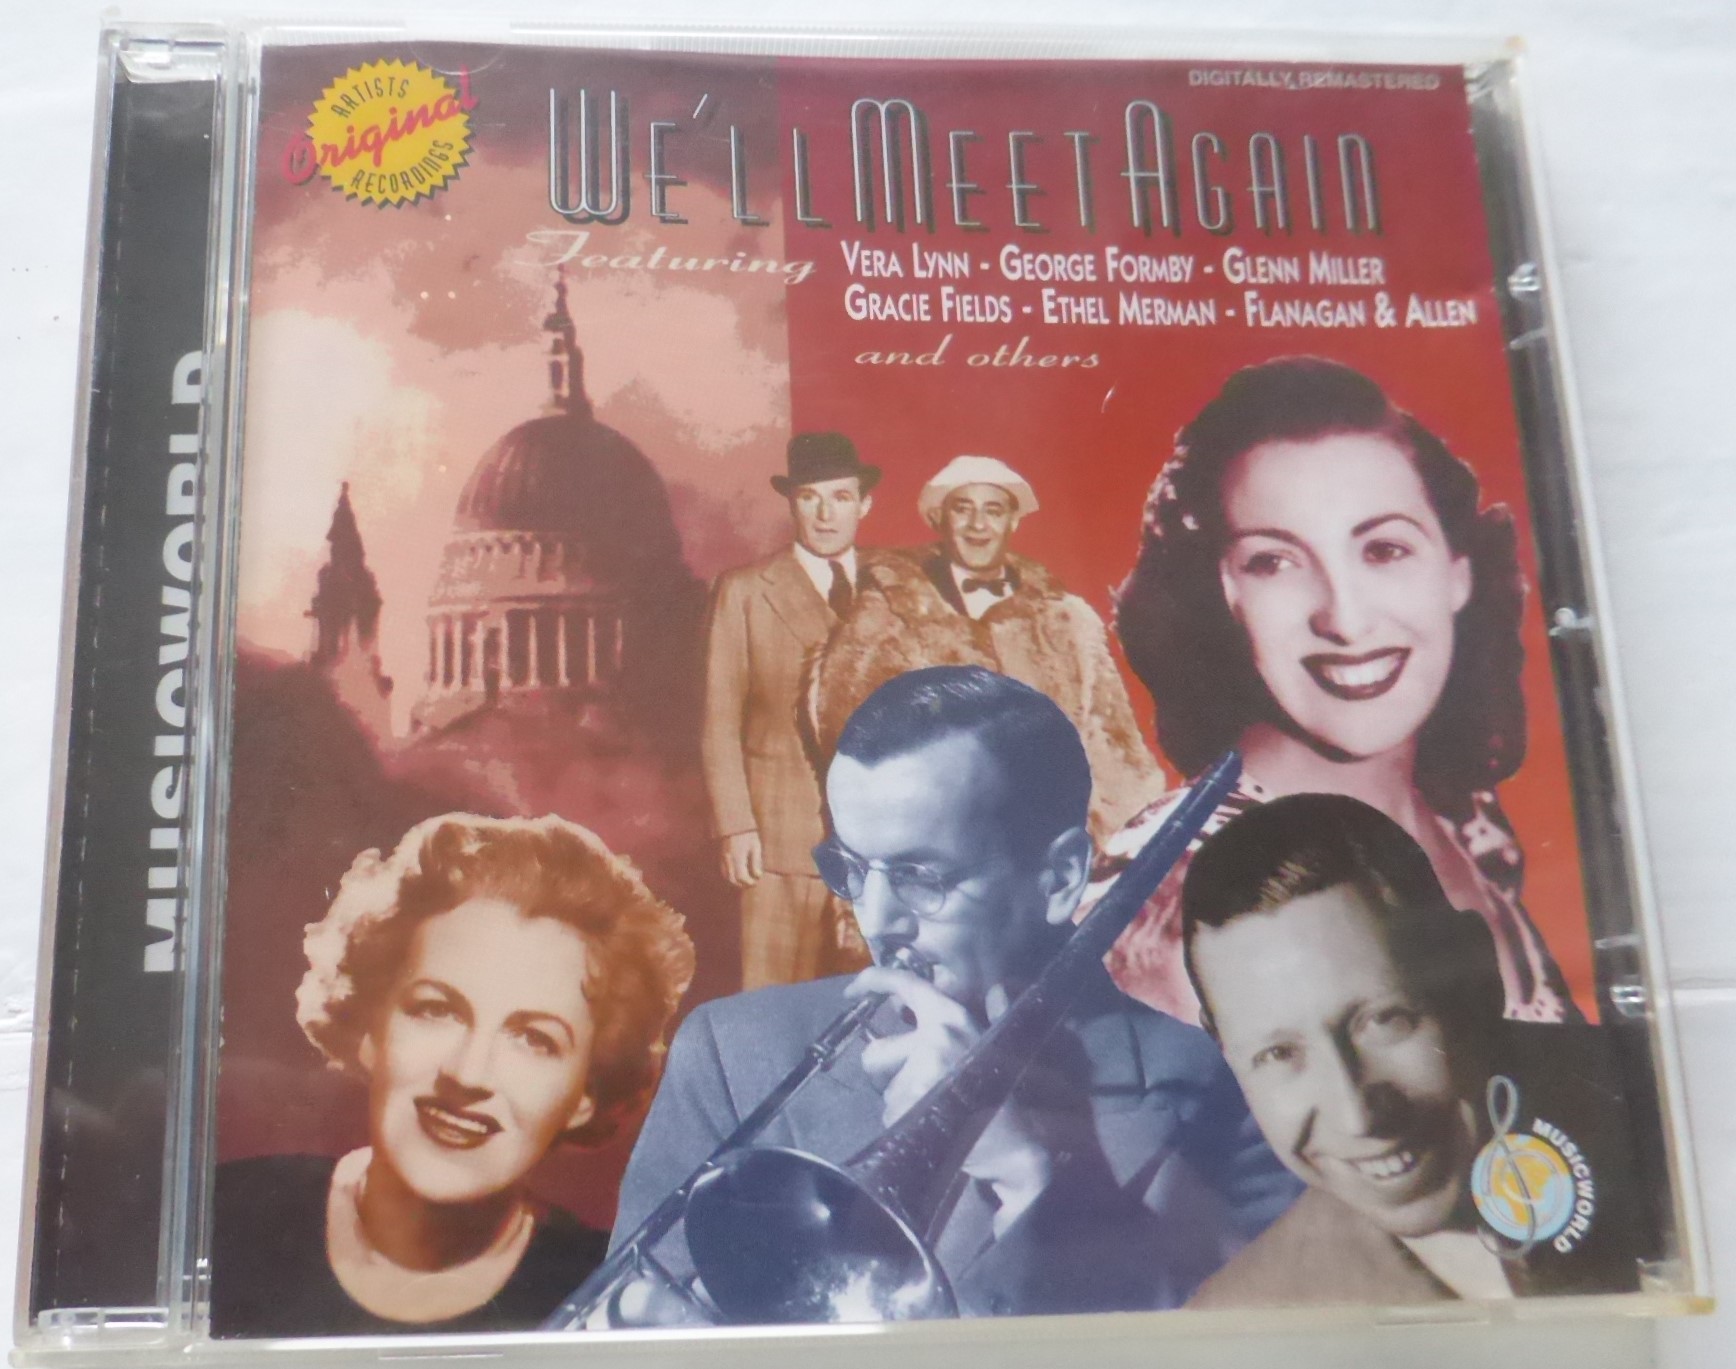 MUSICWORLD
ARTISTS
Original
RECORDINGS
DIGITALLY REMASTERED
WE'LL MEET AGAIN
Featuring VERA LYNN - GEORGE FORMBY - GLENN MILLER
GRACIE FIELDS - ETHEL MERMAN - FLANAGAN & ALLEN
and others
MUSICWORLD